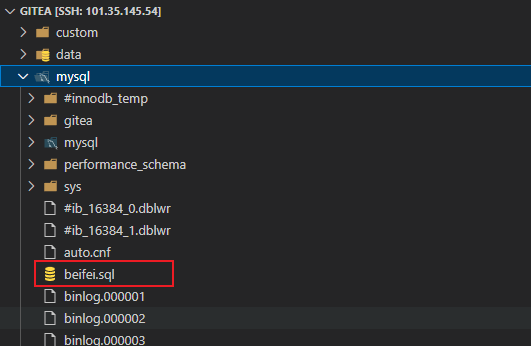 GITEA [SSH: 101.35.145.54]
custom
data
mysql
#innodb_temp
gitea
mysql
performance_schema
sys
#ib_16384_0.dblwr
#ib_16384_1.dblwr
auto.cnf
beifei.sql
binlog.000001
binlog.000002
binlog.000003